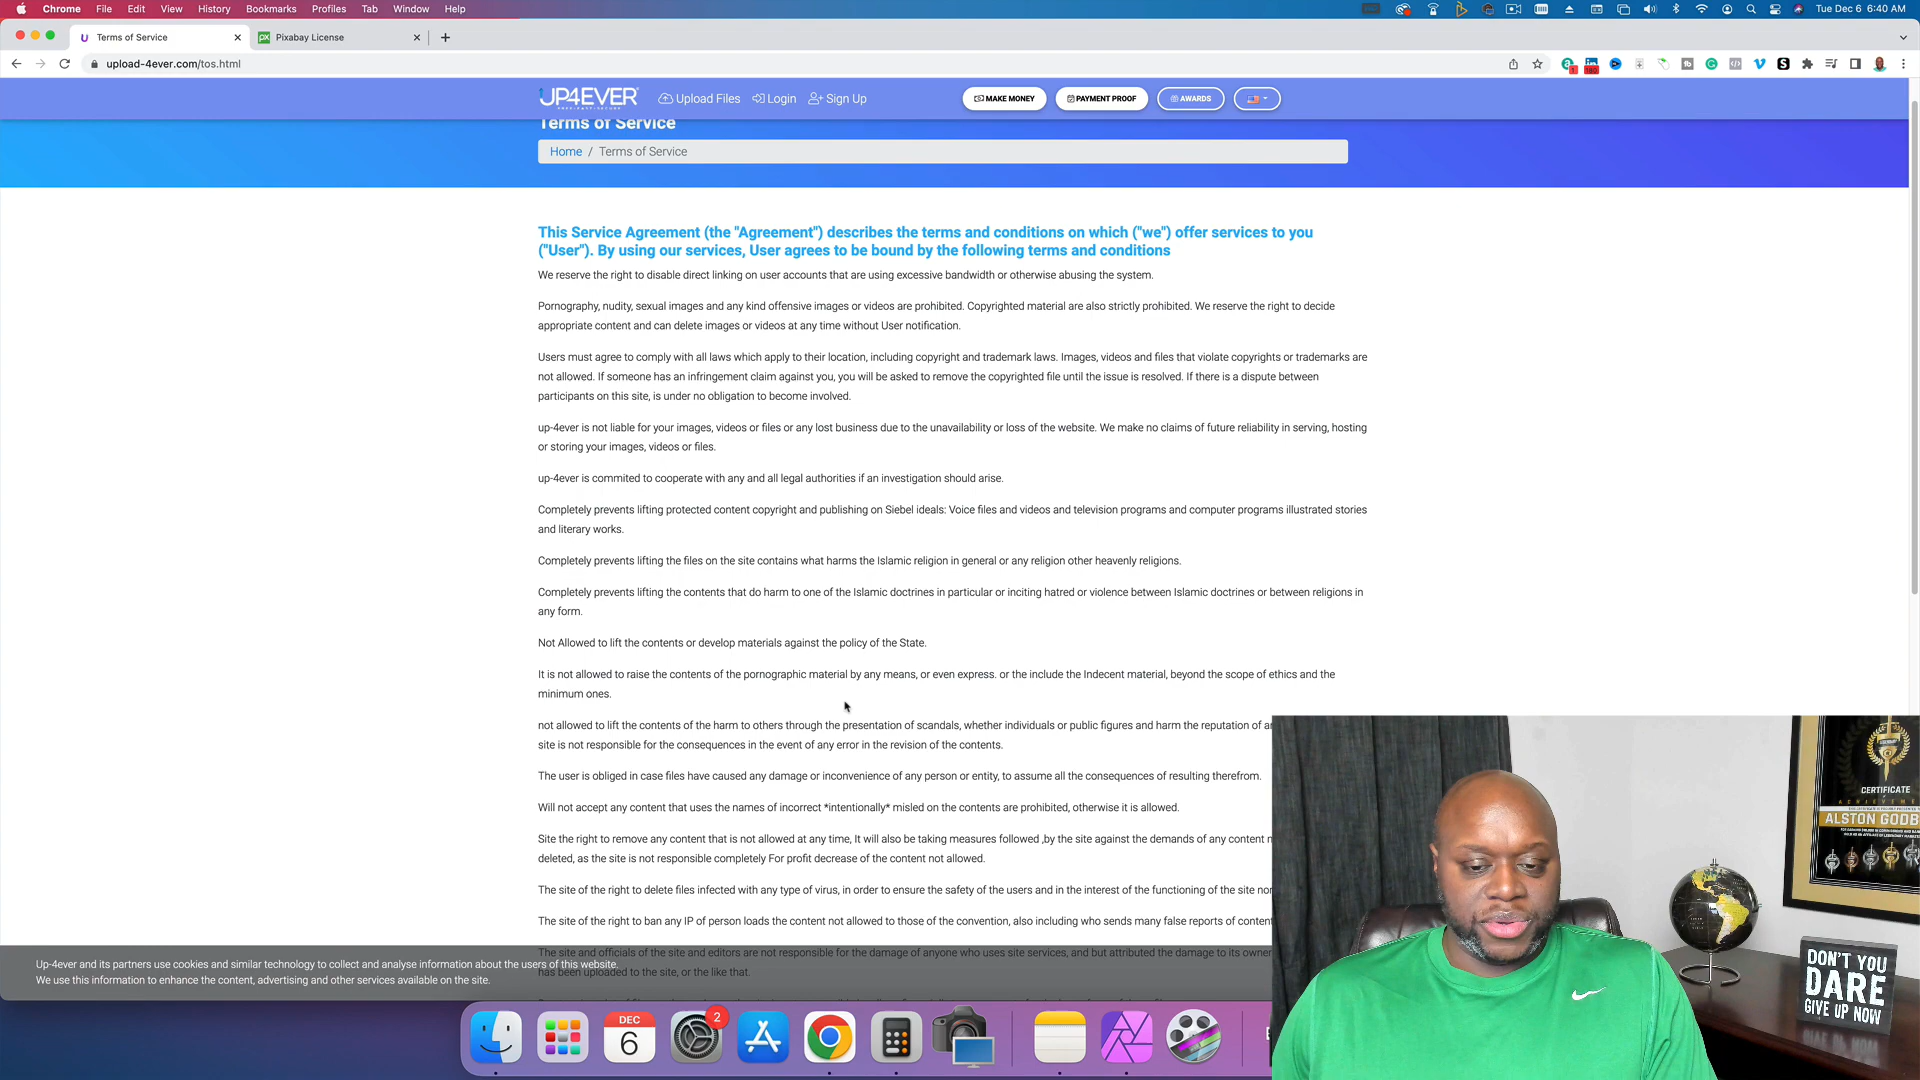 Chrome File Edit View History Bookmarks Profiles Tab Window Help Tue Dec 6 6:40 AM
Terms of Service Pixabay License
upload-4ever.com/tos.html
UP4EVER Upload Files Login Sign Up MAKE MONEY PAYMENT PROOF AWARDS
Terms of Service
Home / Terms of Service
This Service Agreement (the "Agreement") describes the terms and conditions on which ("we") offer services to you
("User"). By using our services, User agrees to be bound by the following terms and conditions
We reserve the right to disable direct linking on user accounts that are using excessive bandwidth or otherwise abusing the system.
Pornography, nudity, sexual images and any kind offensive images or videos are prohibited. Copyrighted material are also strictly prohibited. We reserve the right to decide
appropriate content and can delete images or videos at any time without User notification.
Users must agree to comply with all laws which apply to their location, including copyright and trademark laws. Images, videos and files that violate copyrights or trademarks are
not allowed. If someone has an infringement claim against you, you will be asked to remove the copyrighted file until the issue is resolved. If there is a dispute between
participants on this site, is under no obligation to become involved.
up-4ever is not liable for your images, videos or files or any lost business due to the unavailability or loss of the website. We make no claims of future reliability in serving, hosting
or storing your images, videos or files.
up-4ever is commited to cooperate with any and all legal authorities if an investigation should arise.
Completely prevents lifting protected content copyright and publishing on Siebel ideals: Voice files and videos and television programs and computer programs illustrated stories
and literary works.
Completely prevents lifting the files on the site contains what harms the Islamic religion in general or any religion other heavenly religions.
Completely prevents lifting the contents that do harm to one of the Islamic doctrines in particular or inciting hatred or violence between Islamic doctrines or between religions in
any form.
Not Allowed to lift the contents or develop materials against the policy of the State.
It is not allowed to raise the contents of the pornographic material by any means, or even express. or the include the Indecent material, beyond the scope of ethics and the
minimum ones.
not allowed to lift the contents of the harm to others through the presentation of scandals, whether individuals or public figures and harm the reputation of
site is not responsible for the consequences in the event of any error in the revision of the contents.
The user is obliged in case files have caused any damage or inconvenience of any person or entity, to assume all the consequences of resulting therefrom.
Will not accept any content that uses the names of incorrect *intentionally* misled on the contents are prohibited, otherwise it is allowed.
Site the right to remove any content that is not allowed at any time, It will also be taking measures followed ,by the site against the demands of any content
deleted, as the site is not responsible completely For profit decrease of the content not allowed.
The site of the right to delete files infected with any type of virus, in order to ensure the safety of the users and in the interest of the functioning of the site
The site of the right to ban any IP of person loads the content not allowed to those of the convention, also including who sends many false reports of content
The site and officials of the site and editors are not responsible for the damage of anyone who uses site services, and but attributed the damage to its owner
has been uploaded to the site, or the like that.
Up-4ever and its partners use cookies and similar technology to collect and analyse information about the users of this website.
We use this information to enhance the content, advertising and other services available on the site.
DEC
6
2
CERTIFICATE
ALSTON GODB
DON'T YOU
DARE
GIVE UP NOW